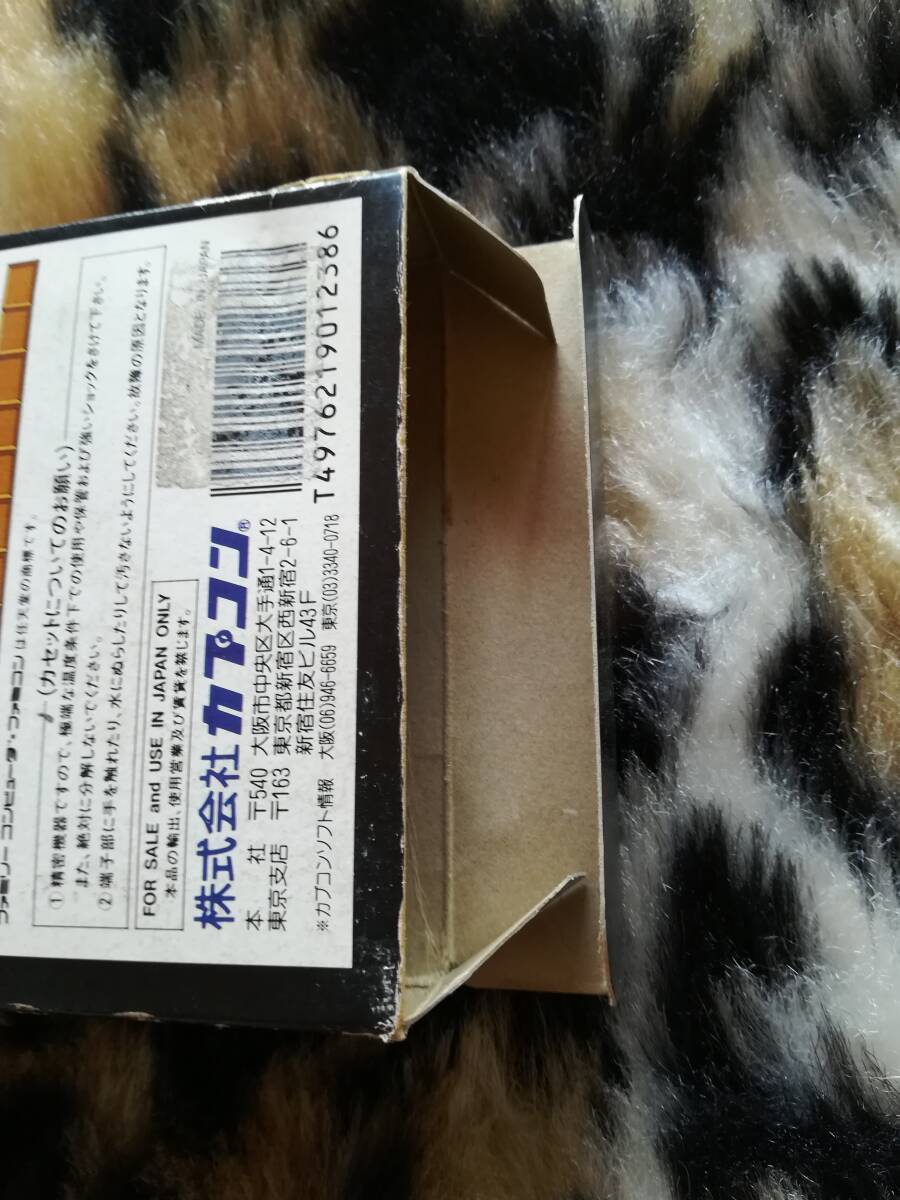 ファミリーコンピュータ・ファミコンは任天堂の商標です。
(カセットについてのお願い)
① 精密機器ですので、極端な温度条件下での使用や保管および強いショックをさけて下さい。
また、絶対に分解しないでください。
② 端子部に手を触れたり、水にぬらしたりして汚さないようにしてください。故障の原因となります。
FOR SALE and USE IN JAPAN ONLY
本品の輸出、使用営業及び賃貸を禁じます。
MADE IN JAPAN
株式会社カプコン®
本社 〒540 大阪市中央区大手通1-4-12
東京支店 〒163 東京都新宿区西新宿2-6-1
新宿住友ビル43F
※カプコンソフト情報 大阪(06)946-6659 東京(03)3340-0718
T4976219012386